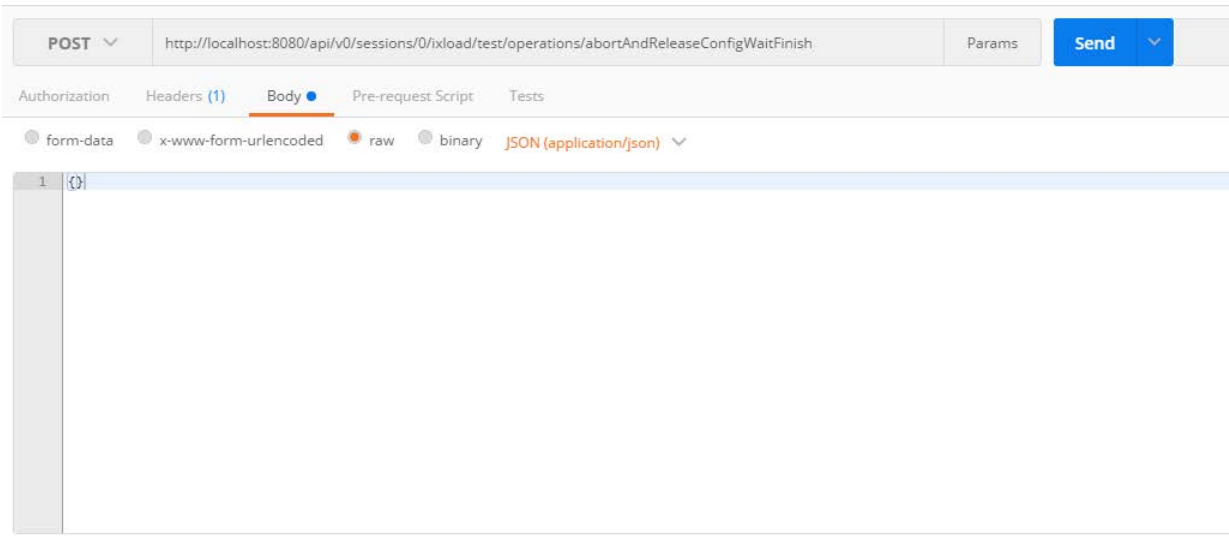 POST http://localhost:8080/api/v0/sessions/0/ixload/test/operations/abortAndReleaseConfigWaitFinish Params Send
Authorization Headers (1) Body Pre-request Script Tests
form-data x-www-form-urlencoded raw binary JSON (application/json)
1 {}